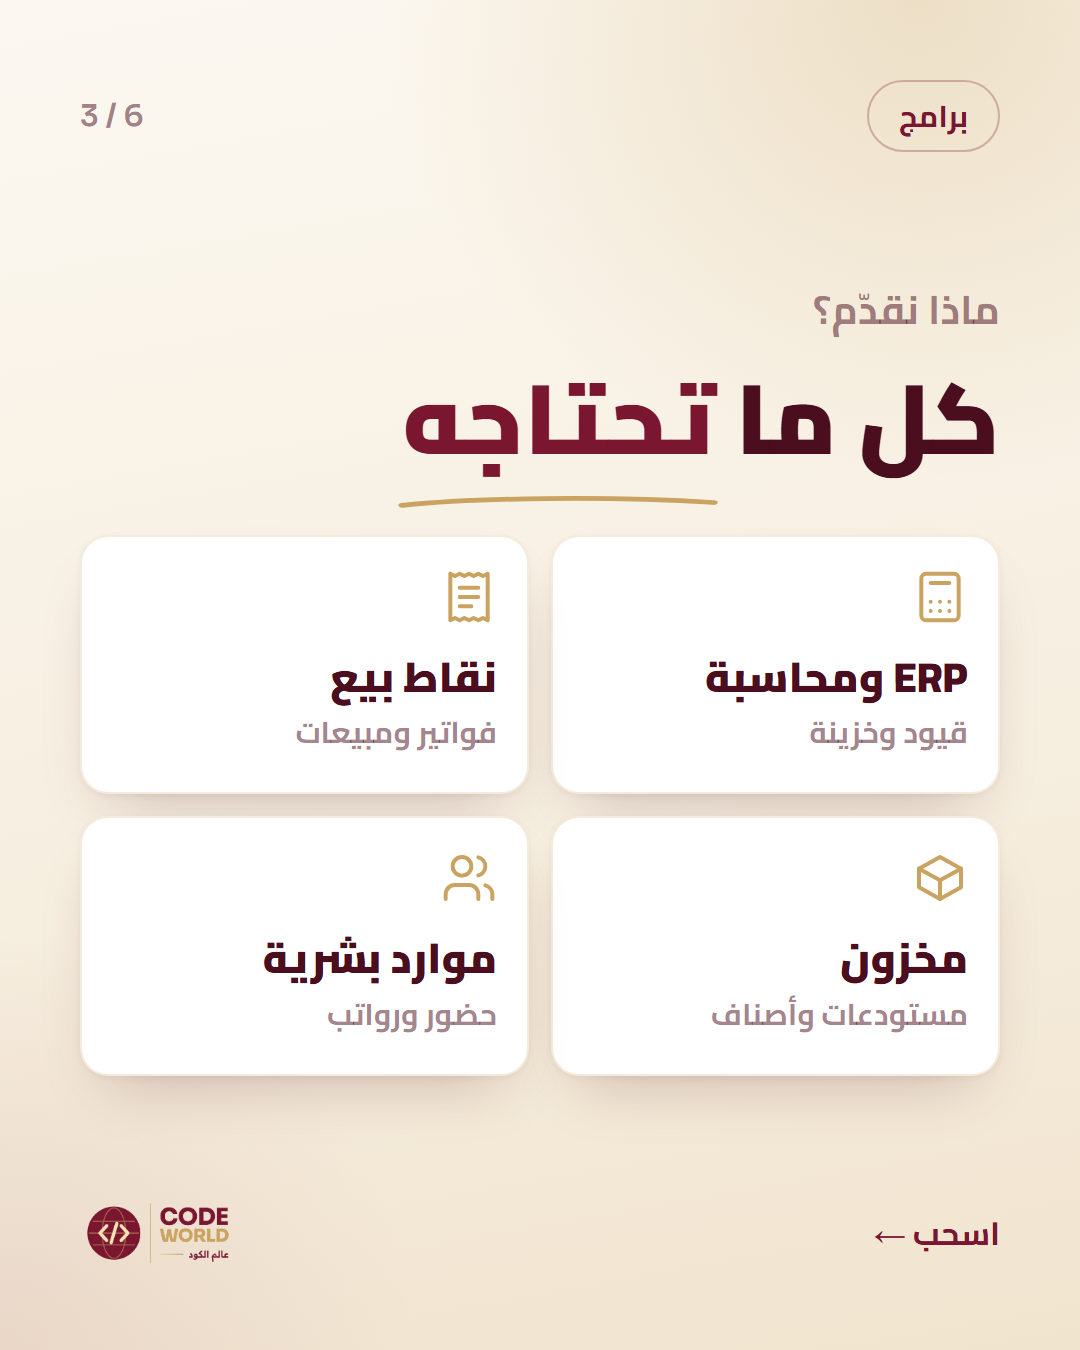 برامج
3 / 6
ماذا نقدّم؟
كل ما تحتاجه
ERP ومحاسبة
قيود وخزينة
نقاط بيع
فواتير ومبيعات
مخزون
مستودعات وأصناف
موارد بشرية
حضور ورواتب
اسحب ←
</>
CODE
WORLD
عالم الكود